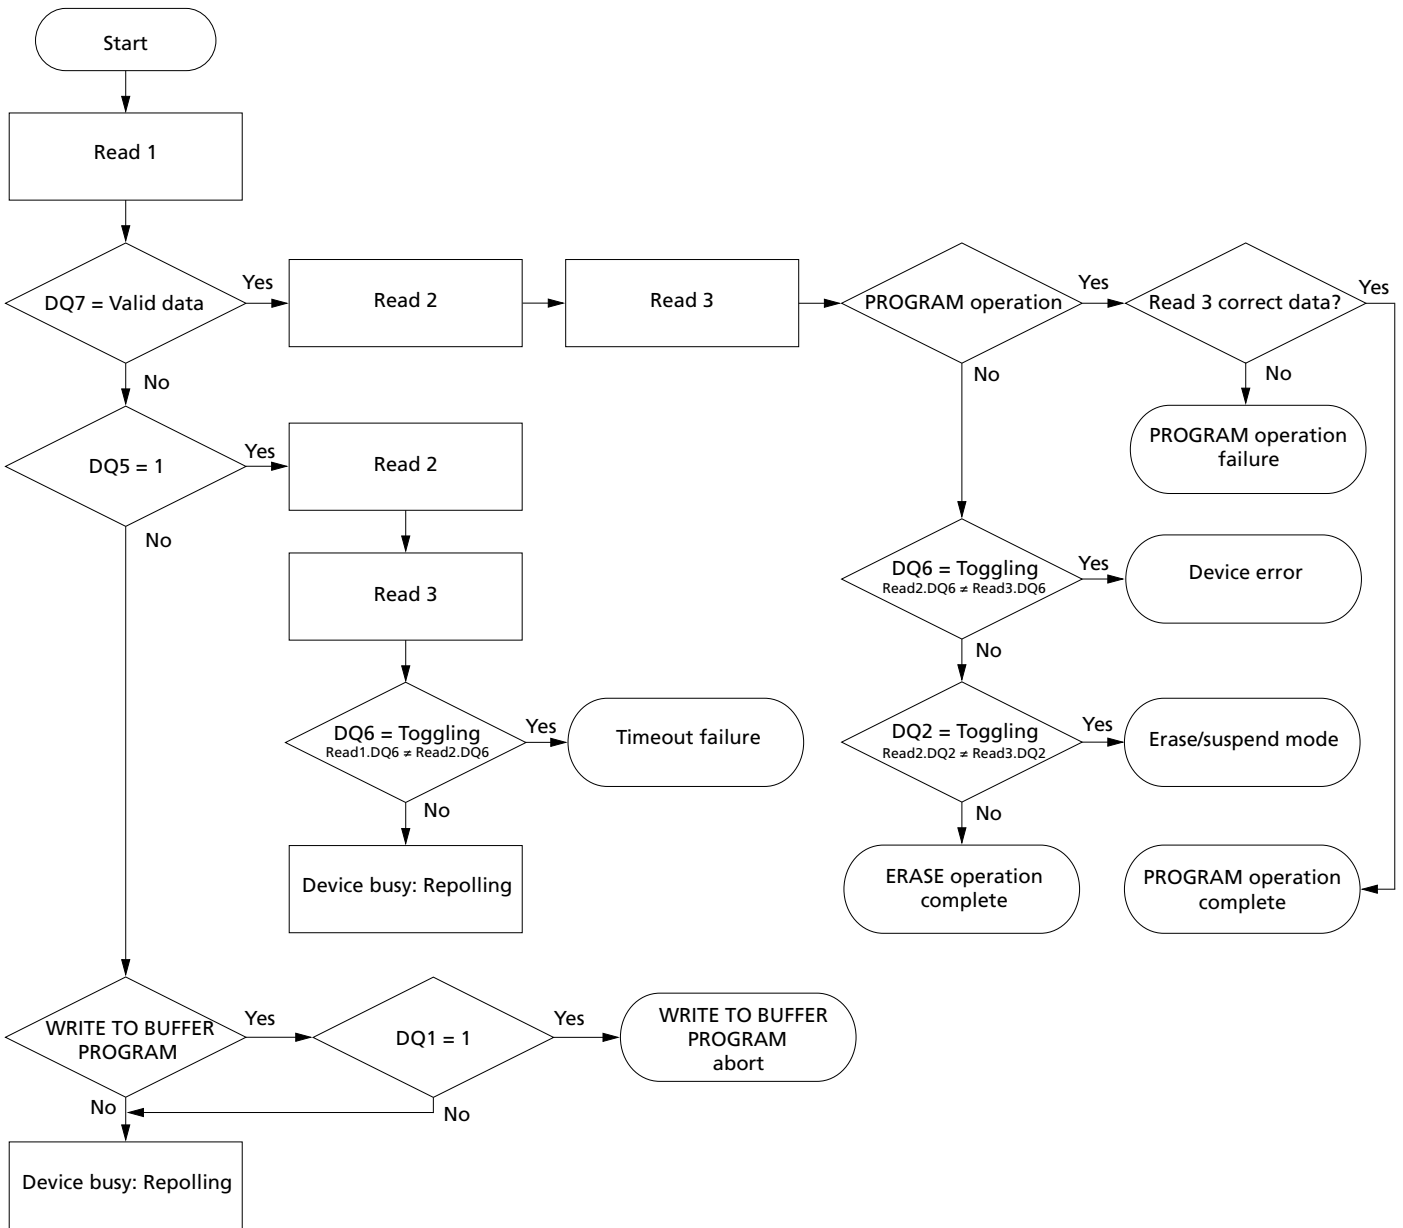 Start
Read 1
DQ7 = Valid data
Yes
Read 2
Read 3
PROGRAM operation
Yes
Read 3 correct data?
Yes
No
No
No
PROGRAM operation
failure
DQ5 = 1
Yes
Read 2
No
Read 3
DQ6 = Toggling
Read2.DQ6 ≠ Read3.DQ6
Yes
Device error
No
DQ6 = Toggling
Read1.DQ6 ≠ Read2.DQ6
Yes
Timeout failure
No
DQ2 = Toggling
Read2.DQ2 ≠ Read3.DQ2
Yes
Erase/suspend mode
No
Device busy: Repolling
ERASE operation
complete
PROGRAM operation
complete
WRITE TO BUFFER
PROGRAM
Yes
DQ1 = 1
Yes
WRITE TO BUFFER
PROGRAM
abort
No
No
Device busy: Repolling